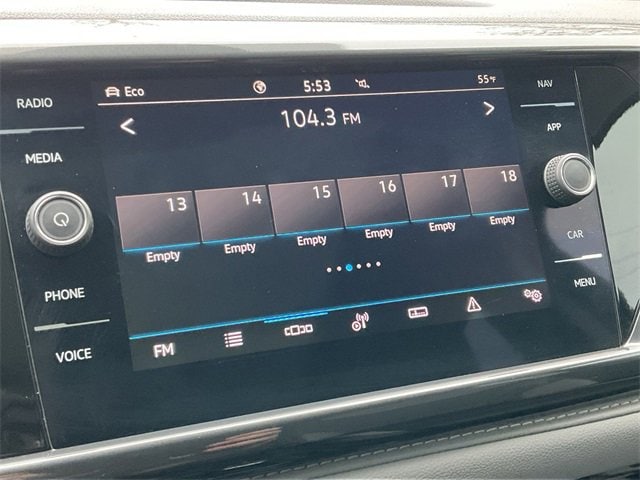 RADIO
MEDIA
PHONE
VOICE
Eco
5:53
55°F
104.3 FM
13
14
15
16
17
18
Empty
Empty
Empty
Empty
Empty
Empty
FM
NAV
APP
CAR
MENU